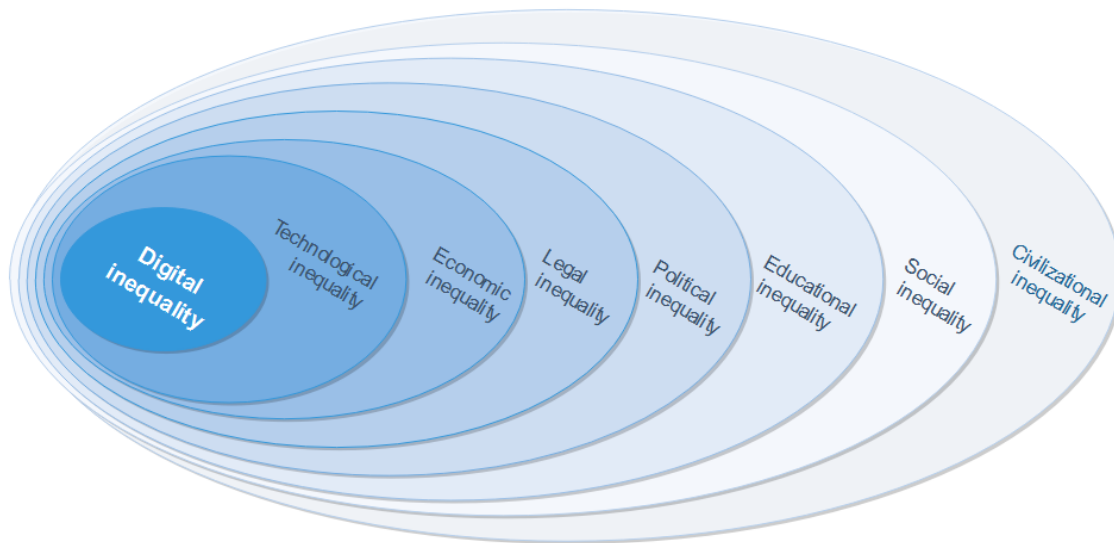 Digital
inequality
Technological
inequality
Economic
inequality
Legal
inequality
Political
inequality
Educational
inequality
Social
inequality
Civilizational
inequality